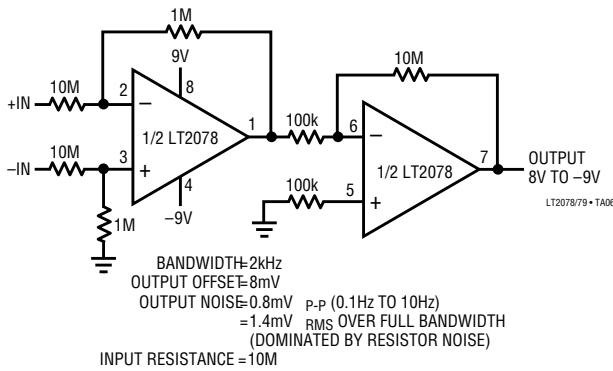 1M
9V
10M
10M
+IN
2
8
–
100k
6
–
1/2 LT2078
1
1/2 LT2078
7
OUTPUT
8V TO –9V
10M
–IN
3
+
4
100k
5
+
LT2078/79 • TA06
1M
–9V
BANDWIDTH=2kHz
OUTPUT OFFSET=8mV
OUTPUT NOISE=0.8mV P-P (0.1Hz TO 10Hz)
=1.4mV RMS OVER FULL BANDWIDTH
(DOMINATED BY RESISTOR NOISE)
INPUT RESISTANCE =10M